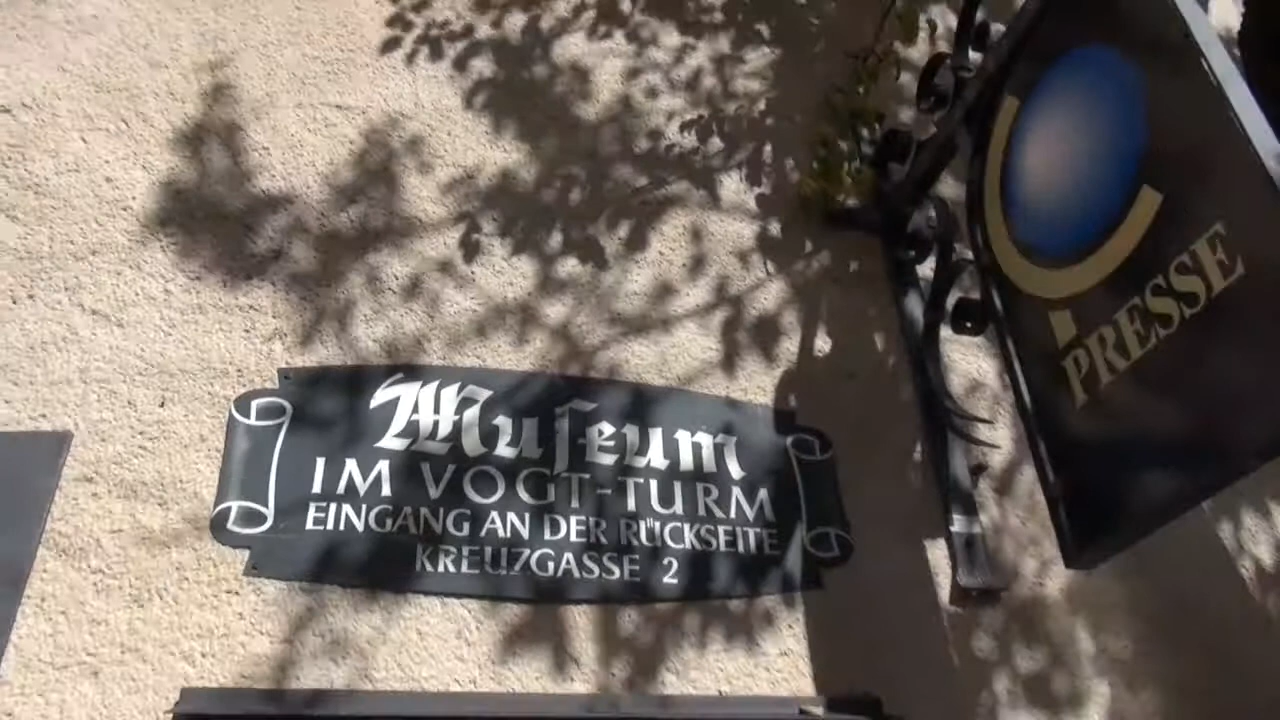 Muſeum
IM VOGT-TURM
EINGANG AN DER RÜCKSEITE
KREUZGASSE 2
PRESSE